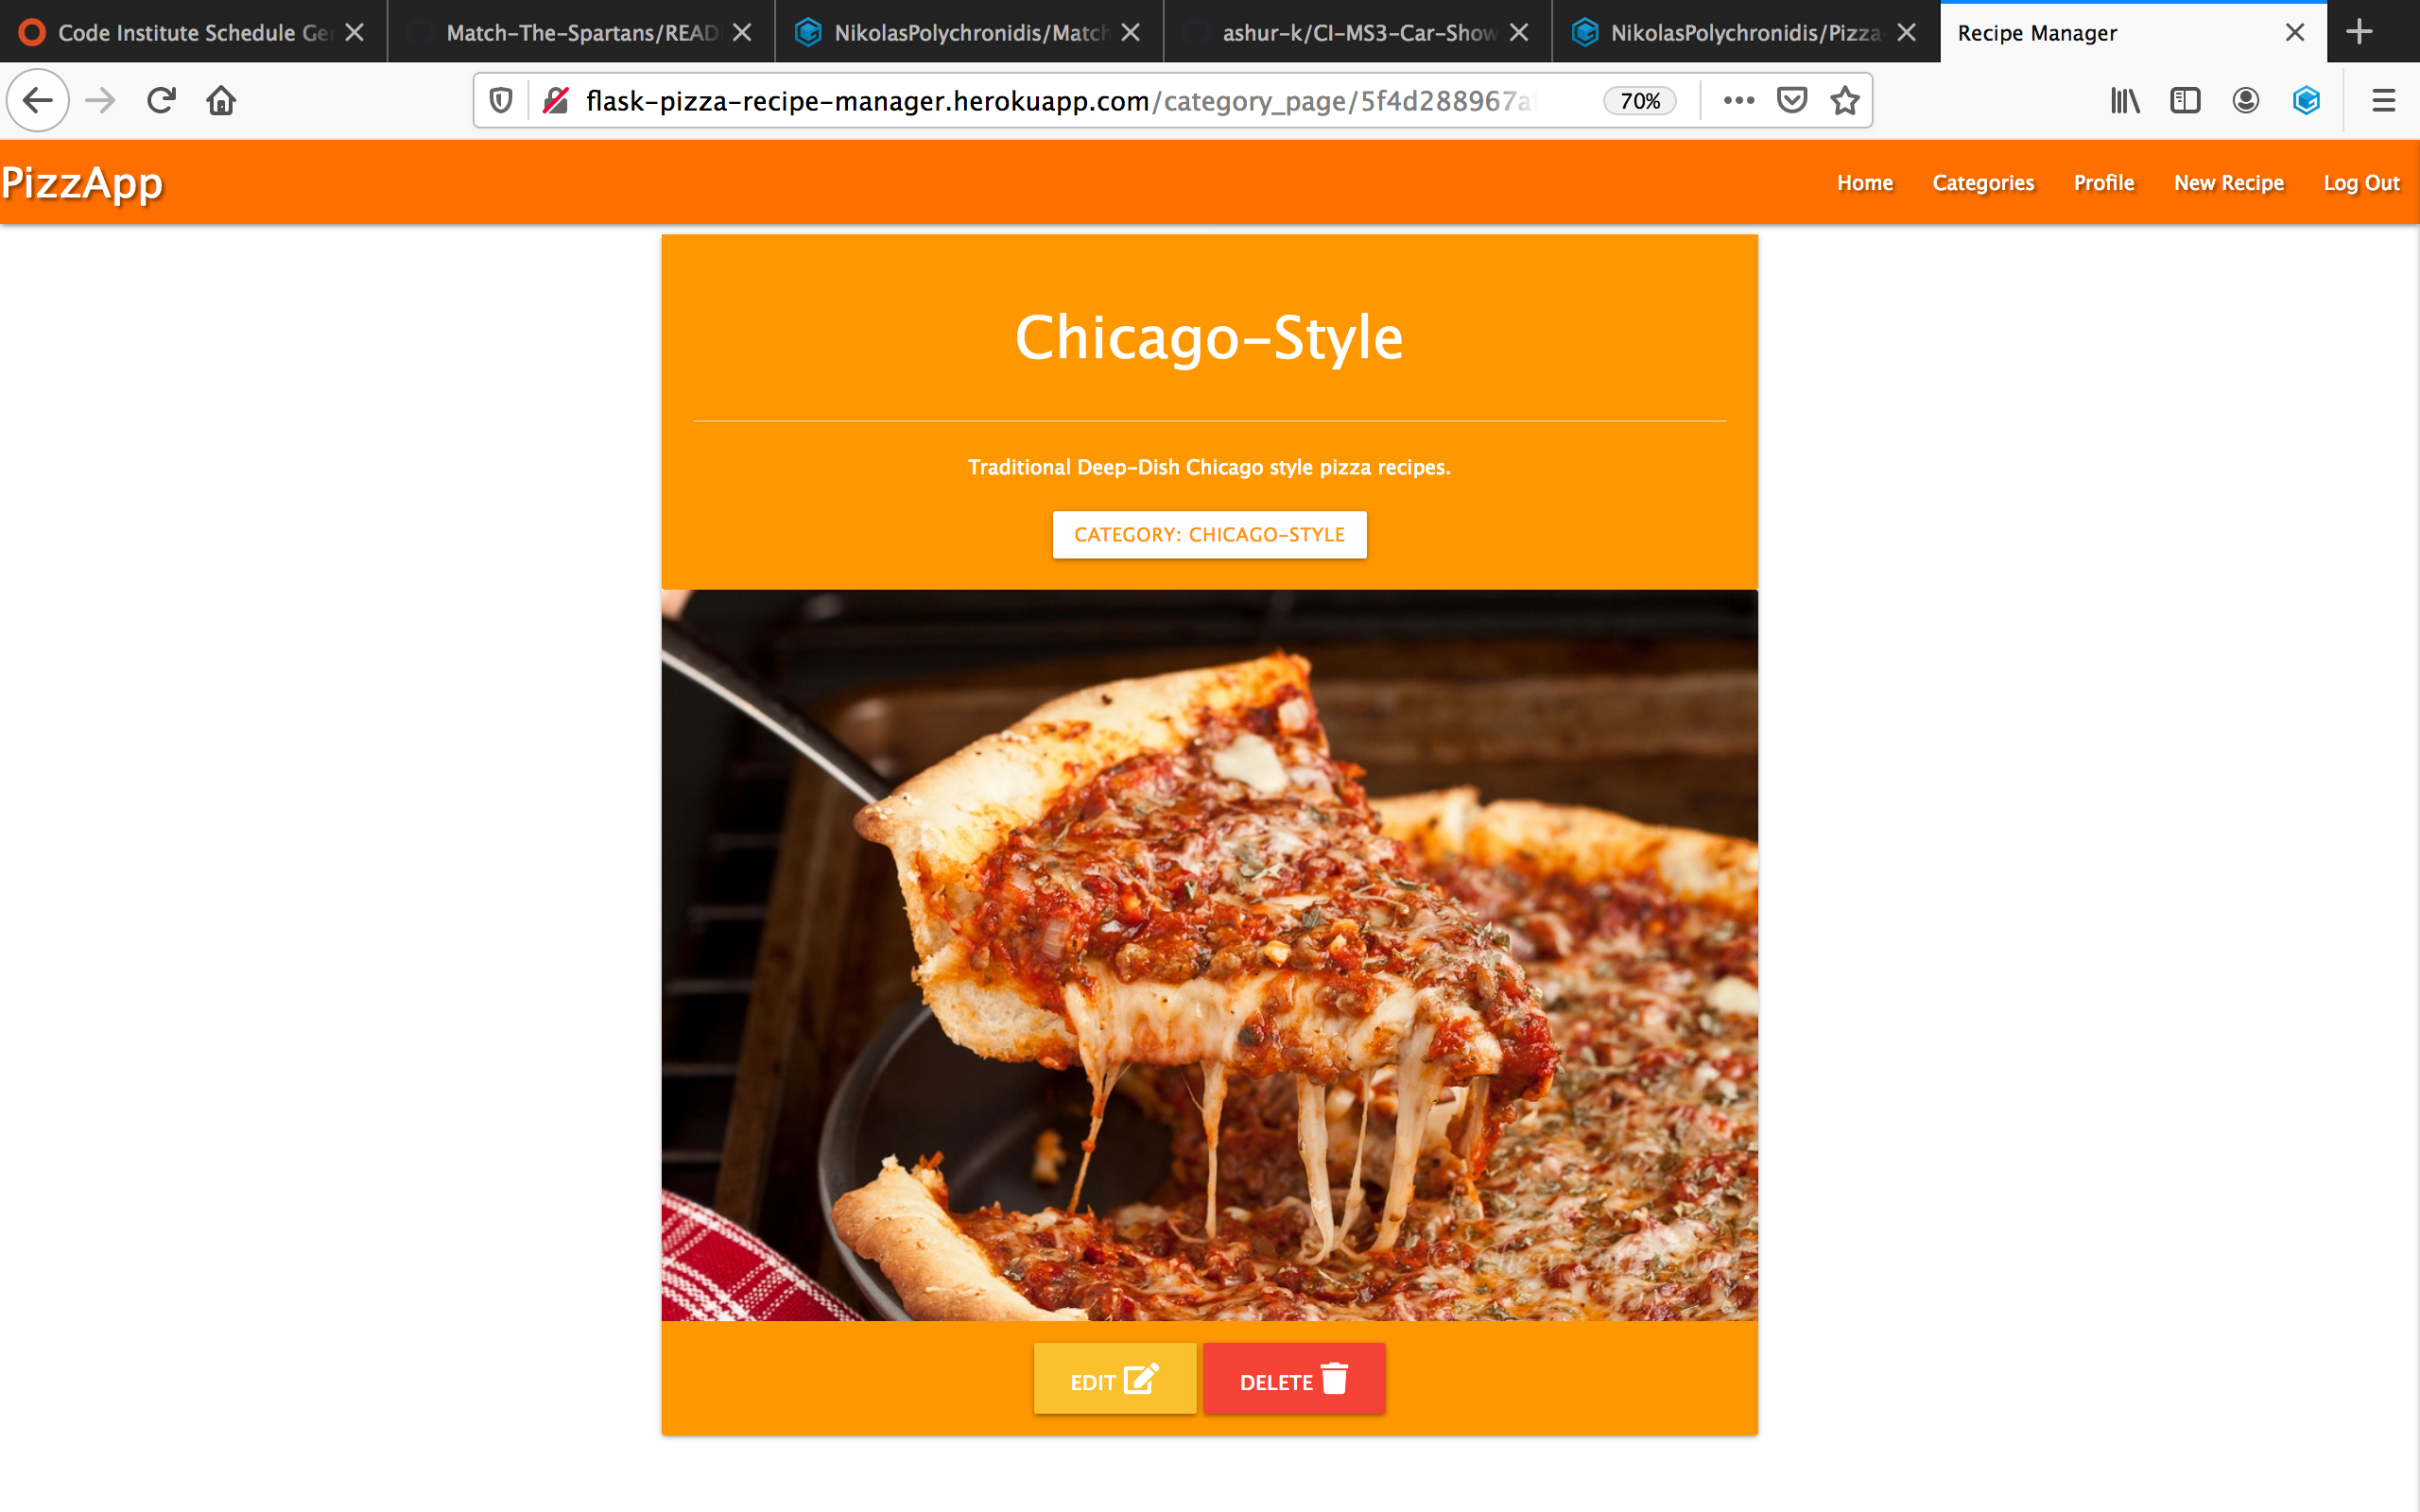 Code Institute Schedule Ge
Match-The-Spartans/READ
NikolasPolychronidis/Match
ashur-k/CI-MS3-Car-Show
NikolasPolychronidis/Pizza-
Recipe Manager
flask-pizza-recipe-manager.herokuapp.com/category_page/5f4d288967a
70%
PizzApp
Home
Categories
Profile
New Recipe
Log Out
Chicago-Style
Traditional Deep-Dish Chicago style pizza recipes.
CATEGORY: CHICAGO-STYLE
EDIT
DELETE